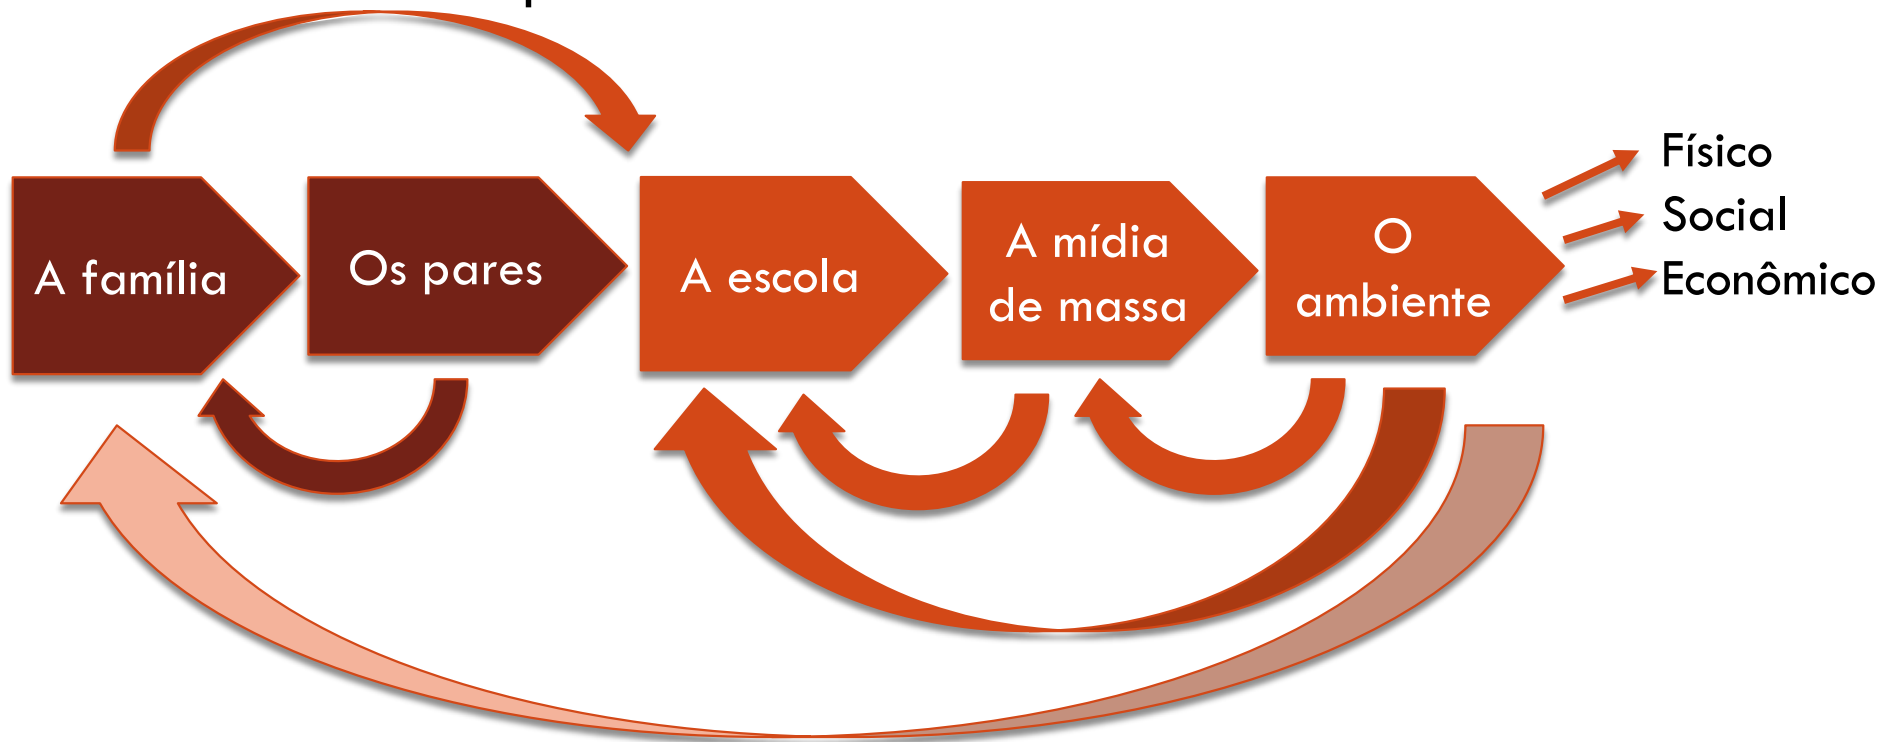 A família
Os pares
A escola
A mídia
de massa
O
ambiente
Físico
Social
Econômico